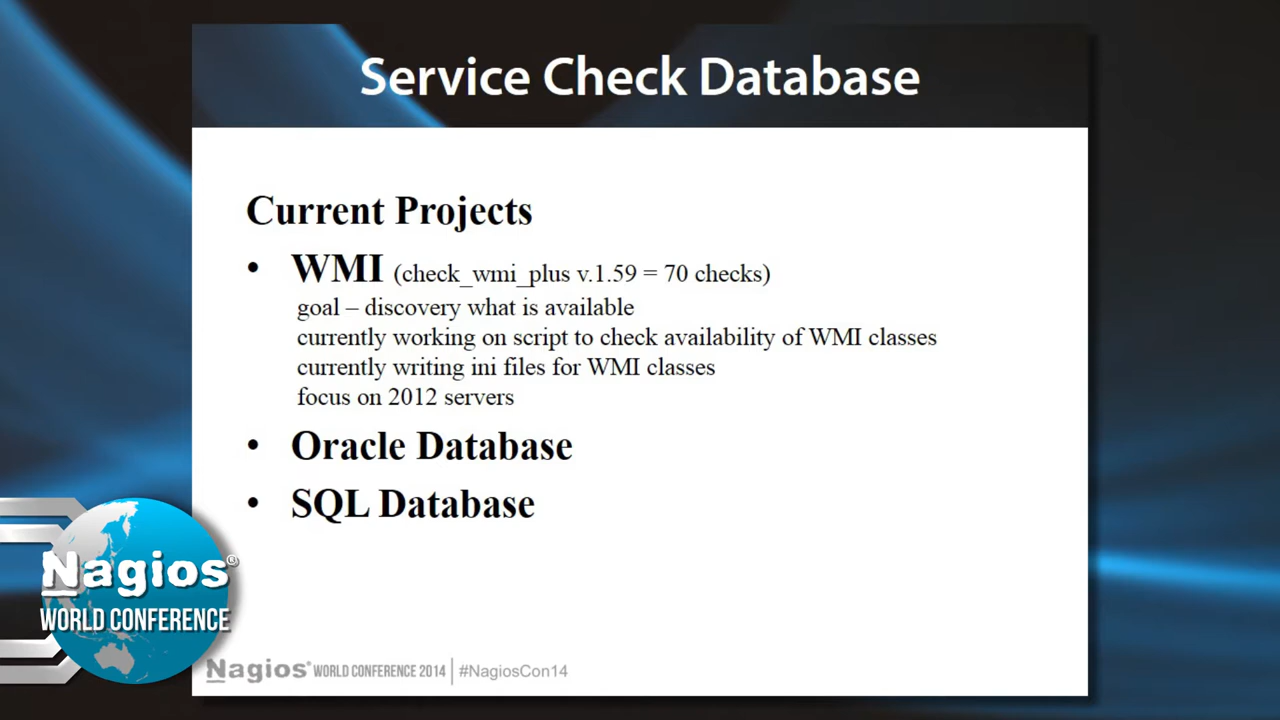 Service Check Database
Current Projects
• WMI (check_wmi_plus v.1.59 = 70 checks)
goal – discovery what is available
currently working on script to check availability of WMI classes
currently writing ini files for WMI classes
focus on 2012 servers
• Oracle Database
• SQL Database
Nagios®
WORLD CONFERENCE
Nagios® WORLD CONFERENCE 2014 | #NagiosCon14